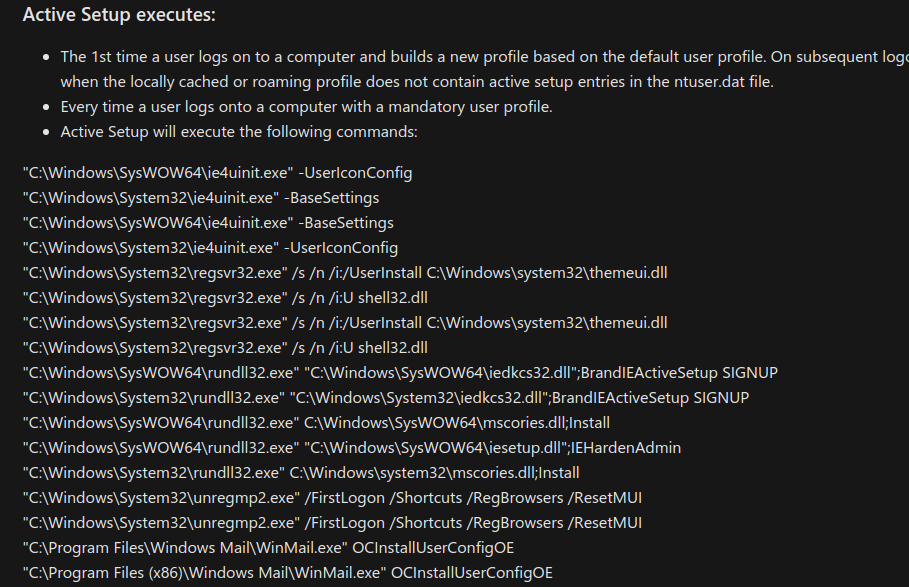 Active Setup executes:
The 1st time a user logs on to a computer and builds a new profile based on the default user profile. On subsequent
when the locally cached or roaming profile does not contain active setup entries in the ntuser.dat file.
Every time a user logs onto a computer with a mandatory user profile.
Active Setup will execute the following commands:
"C:\Windows\SysWOW64\ie4uinit.exe" -UserIconConfig
"C:\Windows\System32\ie4uinit.exe" -BaseSettings
"C:\Windows\SysWOW64\ie4uinit.exe" -BaseSettings
"C:\Windows\System32\ie4uinit.exe" -UserIconConfig
"C:\Windows\System32\regsvr32.exe" /s /n /i:/UserInstall C:\Windows\system32\themeui.dll
"C:\Windows\System32\regsvr32.exe" /s /n /i:U shell32.dll
"C:\Windows\System32\regsvr32.exe" /s /n /i:/UserInstall C:\Windows\system32\themeui.dll
"C:\Windows\System32\regsvr32.exe" /s /n /i:U shell32.dll
"C:\Windows\SysWOW64\rundll32.exe" "C:\Windows\SysWOW64\iedkcs32.dll";BrandIEActiveSetup SIGNUP
"C:\Windows\System32\rundll32.exe" "C:\Windows\System32\iedkcs32.dll";BrandIEActiveSetup SIGNUP
"C:\Windows\SysWOW64\rundll32.exe" C:\Windows\SysWOW64\mscories.dll;Install
"C:\Windows\SysWOW64\rundll32.exe" "C:\Windows\SysWOW64\iesetup.dll";IEHardenAdmin
"C:\Windows\System32\rundll32.exe" C:\Windows\system32\mscories.dll;Install
"C:\Windows\System32\unregmp2.exe" /FirstLogon /Shortcuts /RegBrowsers /ResetMUI
"C:\Windows\System32\unregmp2.exe" /FirstLogon /Shortcuts /RegBrowsers /ResetMUI
"C:\Program Files\Windows Mail\WinMail.exe" OCInstallUserConfigOE
"C:\Program Files (x86)\Windows Mail\WinMail.exe" OCInstallUserConfigOE